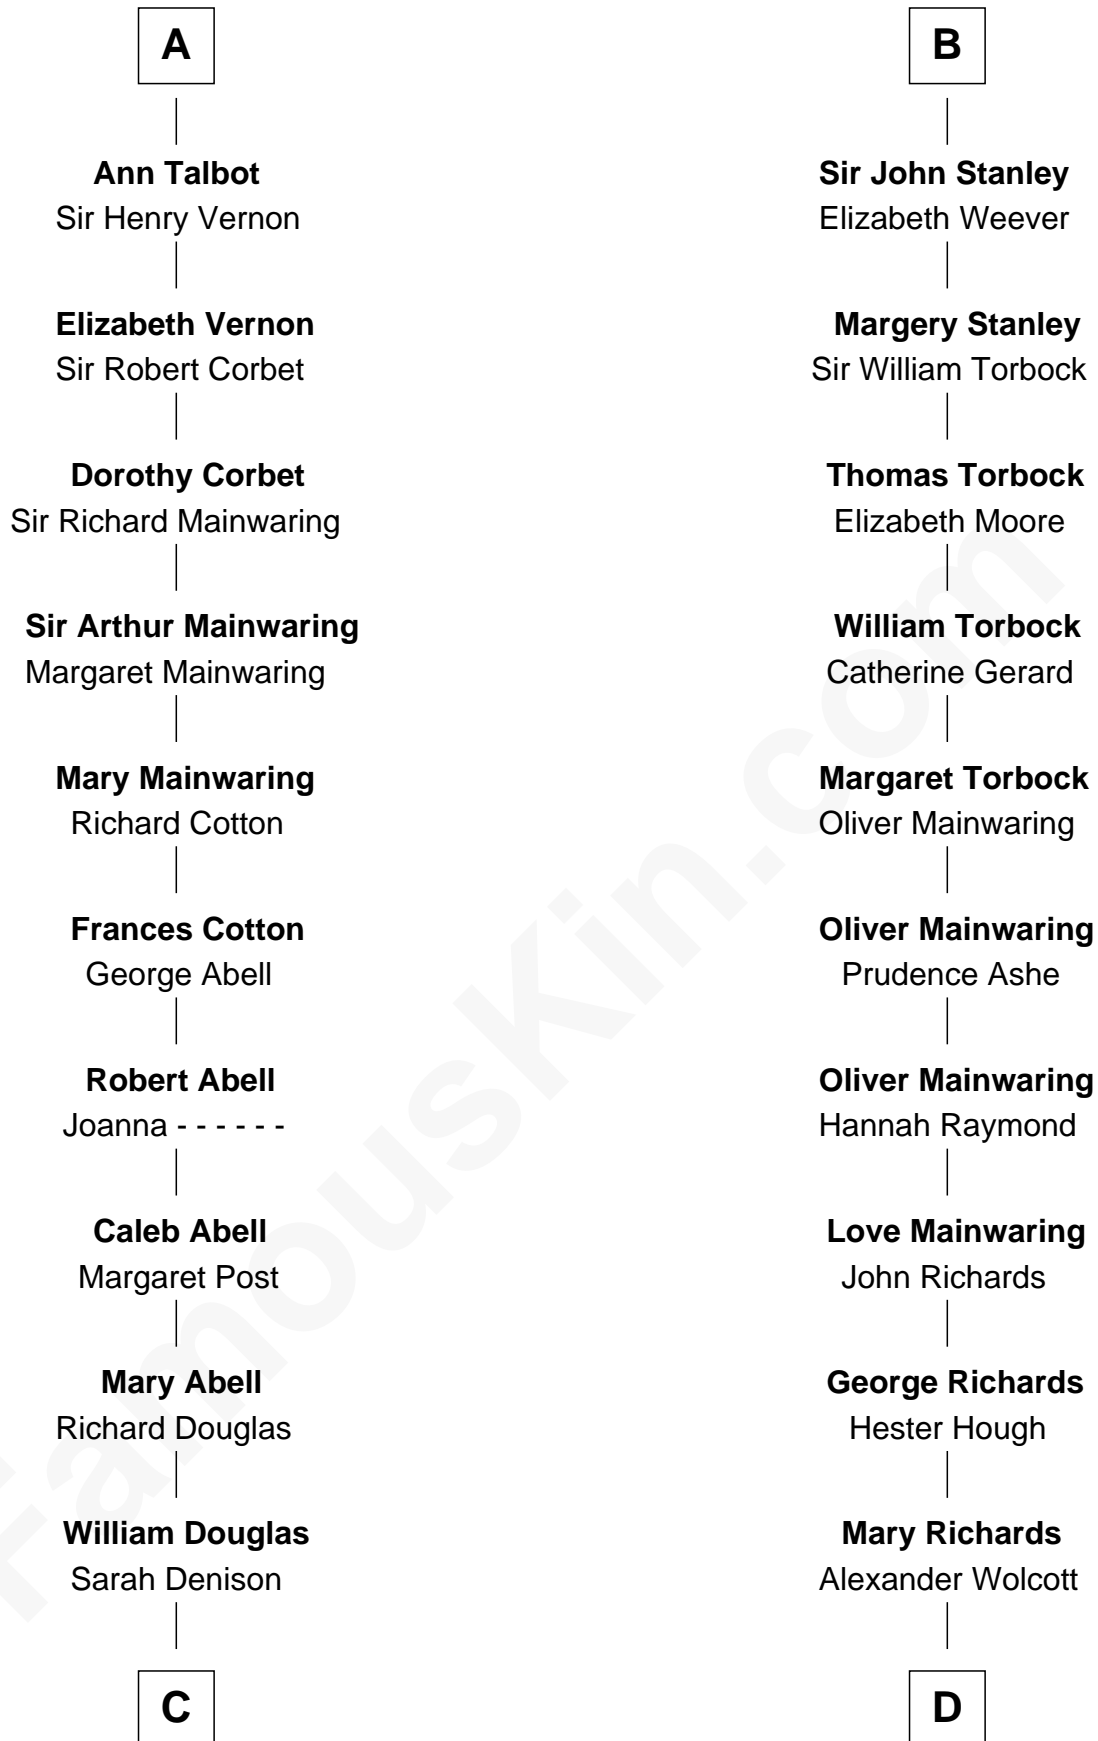 A
Ann Talbot
Sir Henry Vernon
Elizabeth Vernon
Sir Robert Corbet
Dorothy Corbet
Sir Richard Mainwaring
Sir Arthur Mainwaring
Margaret Mainwaring
Mary Mainwaring
Richard Cotton
Frances Cotton
George Abell
Robert Abell
Joanna - - - - - -
Caleb Abell
Margaret Post
Mary Abell
Richard Douglas
William Douglas
Sarah Denison
C
B
Sir John Stanley
Elizabeth Weever
Margery Stanley
Sir William Torbock
Thomas Torbock
Elizabeth Moore
William Torbock
Catherine Gerard
Margaret Torbock
Oliver Mainwaring
Oliver Mainwaring
Prudence Ashe
Oliver Mainwaring
Hannah Raymond
Love Mainwaring
John Richards
George Richards
Hester Hough
Mary Richards
Alexander Wolcott
D
FamousKin.com